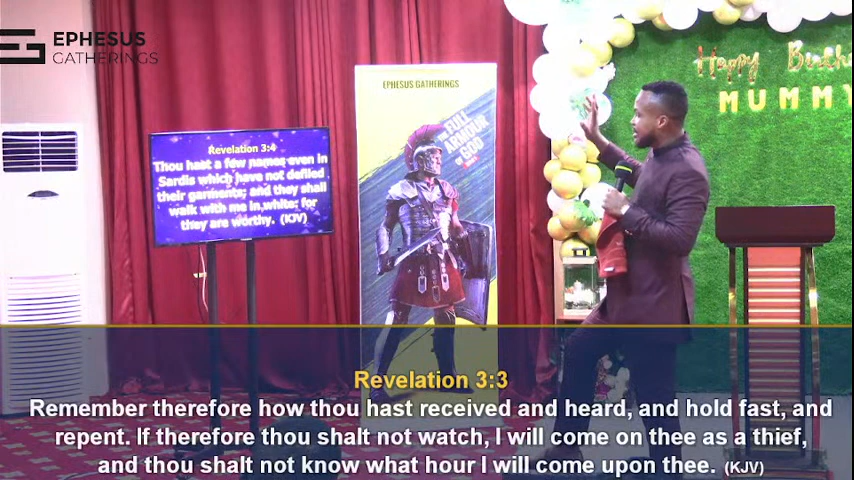 EPHESUS
GATHERINGS
EPHESUS GATHERINGS
THE FULL
ARMOUR
OF GOD
Happy
MUMMY
Revelation 3:4
Thou hast a few names even in
Sardis which have not defiled
their garments; and they shall
walk with me in white: for
they are worthy. (KJV)
Revelation 3:3
Remember therefore how thou hast received and heard, and hold fast, and
repent. If therefore thou shalt not watch, I will come on thee as a thief,
and thou shalt not know what hour I will come upon thee. (KJV)